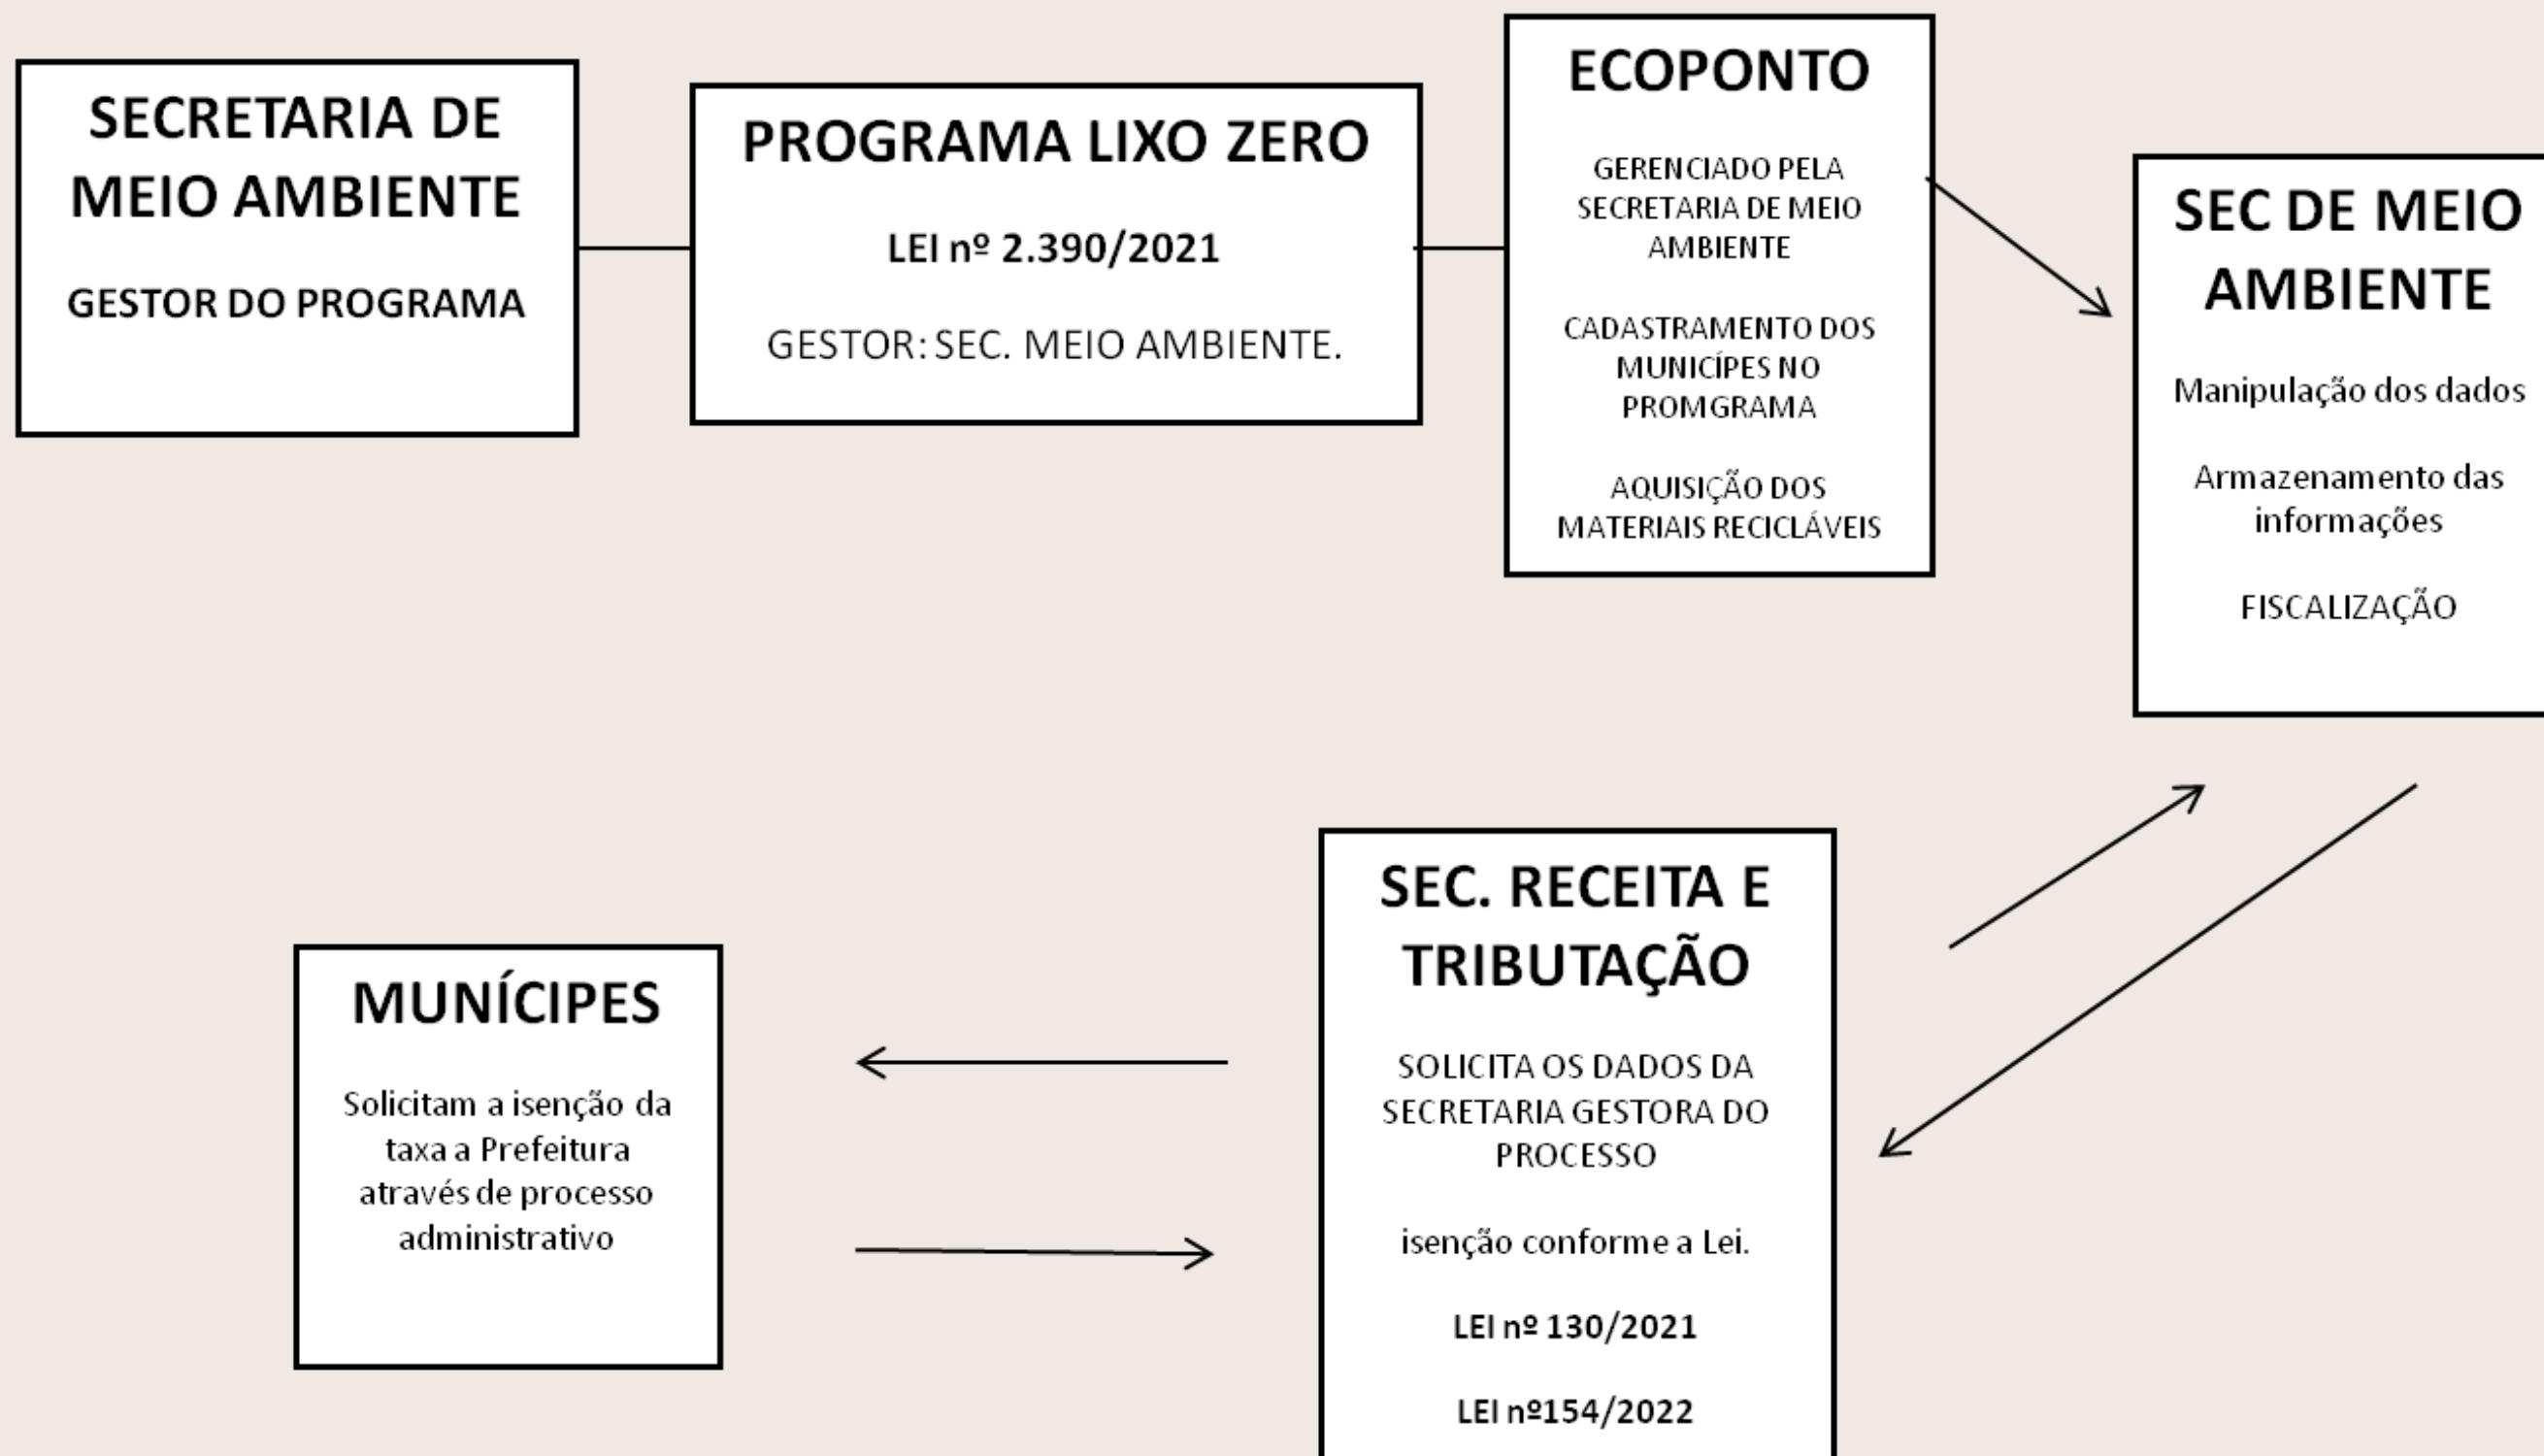 SECRETARIA DE
MEIO AMBIENTE
GESTOR DO PROGRAMA
PROGRAMA LIXO ZERO
LEI nº 2.390/2021
GESTOR: SEC. MEIO AMBIENTE.
ECOPONTO
GERENCIADO PELA
SECRETARIA DE MEIO
AMBIENTE
CADASTRAMENTO DOS
MUNICÍPES NO
PROMGRAMA
AQUISIÇÃO DOS
MATERIAIS RECICLÁVEIS
SEC DE MEIO
AMBIENTE
Manipulação dos dados
Armazenamento das
informações
FISCALIZAÇÃO
MUNÍCIPES
Solicitam a isenção da
taxa a Prefeitura
através de processo
administrativo
SEC. RECEITA E
TRIBUTAÇÃO
SOLICITA OS DADOS DA
SECRETARIA GESTORA DO
PROCESSO
isenção conforme a Lei.
LEI nº 130/2021
LEI nº154/2022